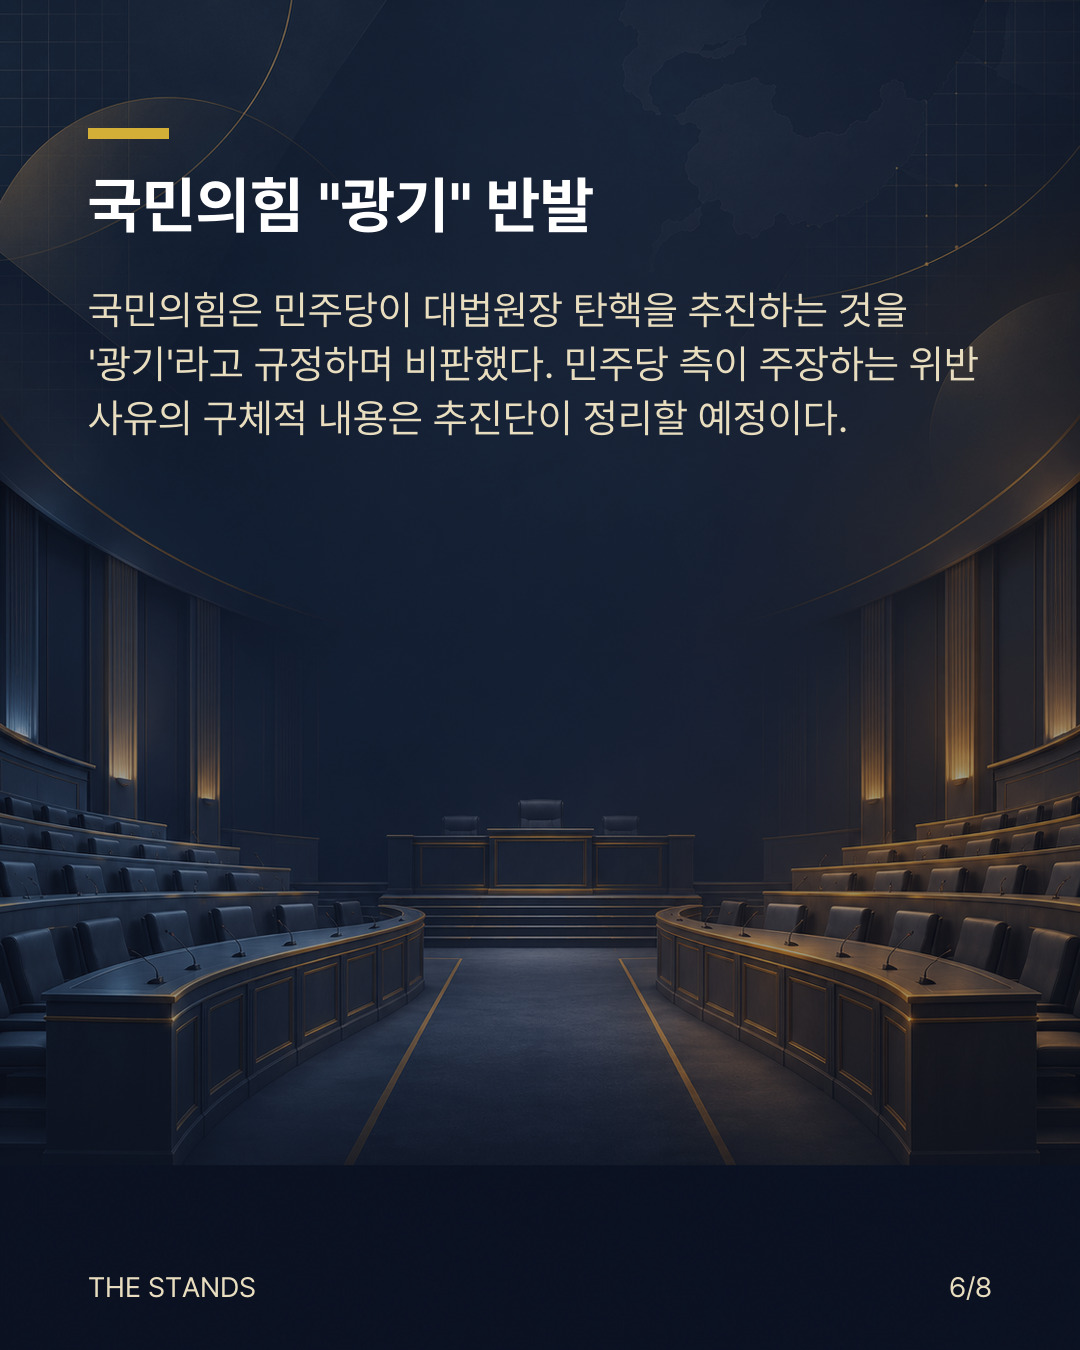 국민의힘 "광기" 반발
국민의힘은 민주당이 대법원장 탄핵을 추진하는 것을
'광기'라고 규정하며 비판했다. 민주당 측이 주장하는 위반
사유의 구체적 내용은 추진단이 정리할 예정이다.
THE STANDS
6/8